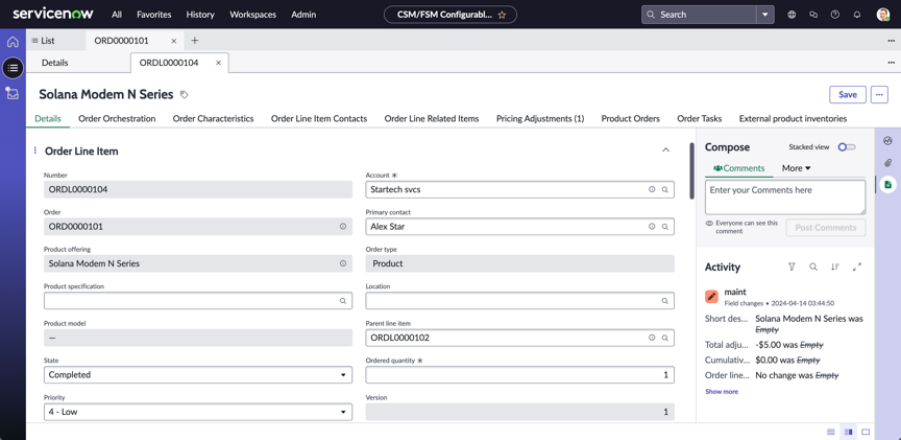 servicenow All Favorites History Workspaces Admin CSM/FSM Configurabl... Search
List ORD0000101
Details ORDL0000104
Solana Modem N Series Save
Details Order Orchestration Order Characteristics Order Line Item Contacts Order Line Related Items Pricing Adjustments (1) Product Orders Order Tasks External product inventories
Order Line Item
Number
ORDL0000104
Account
Startech svcs
Order
ORD0000101
Primary contact
Alex Star
Product offering
Solana Modem N Series
Order type
Product
Product specification
Location
Product model
--
Parent line item
ORDL0000102
State
Completed
Ordered quantity
1
Priority
4 - Low
Version
1
Compose Stacked view
Comments More
Enter your Comments here
Everyone can see this
comment
Post Comments
Activity
maint
Field changes • 2024-04-14 03:44:50
Short des... Solana Modem N Series was
Empty
Total adju... -$5.00 was Empty
Cumulativ... $0.00 was Empty
Order line... No change was Empty
Show more